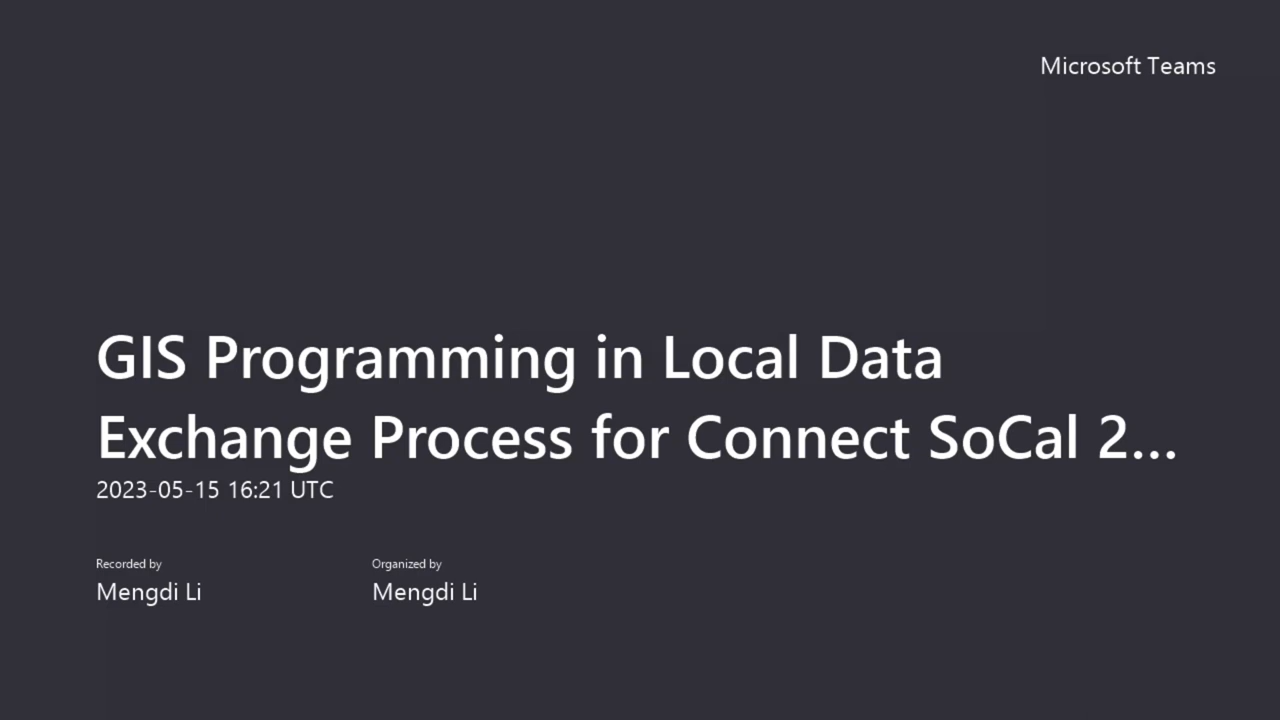 Microsoft Teams
GIS Programming in Local Data
Exchange Process for Connect SoCal 2...
2023-05-15 16:21 UTC
Recorded by
Organized by
Mengdi Li
Mengdi Li